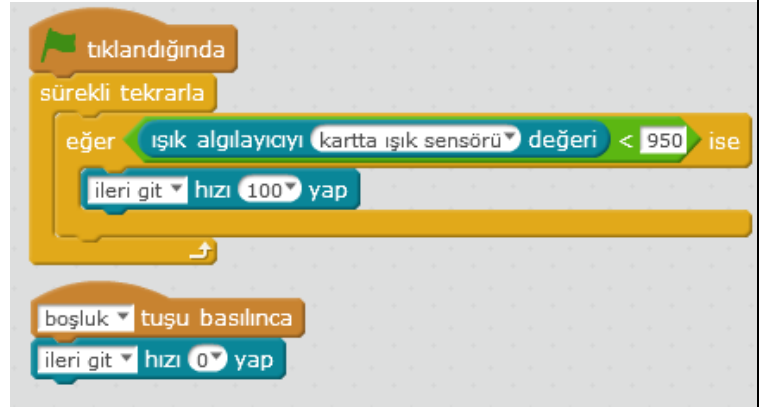 tıklandığında
sürekli tekrarla
eğer ışık algılayıcıyı kartta ışık sensörü değeri < 950 ise
ileri git hızı 100 yap
boşluk tuşu basılınca
ileri git hızı 0 yap